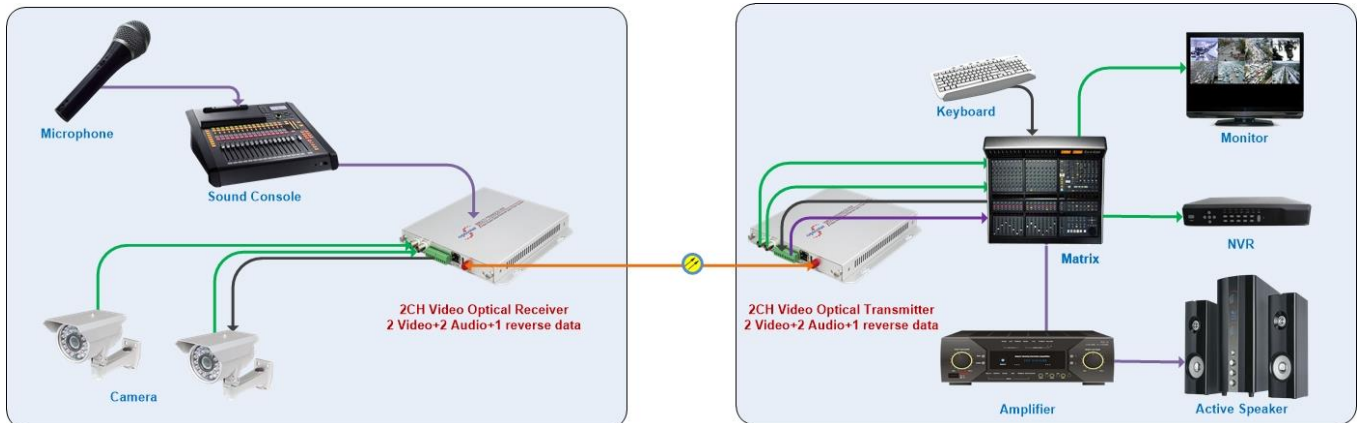 Microphone
Sound Console
2CH Video Optical Receiver
2 Video+2 Audio+1 reverse data
Camera
Keyboard
Monitor
Matrix
NVR
2CH Video Optical Transmitter
2 Video+2 Audio+1 reverse data
Amplifier
Active Speaker